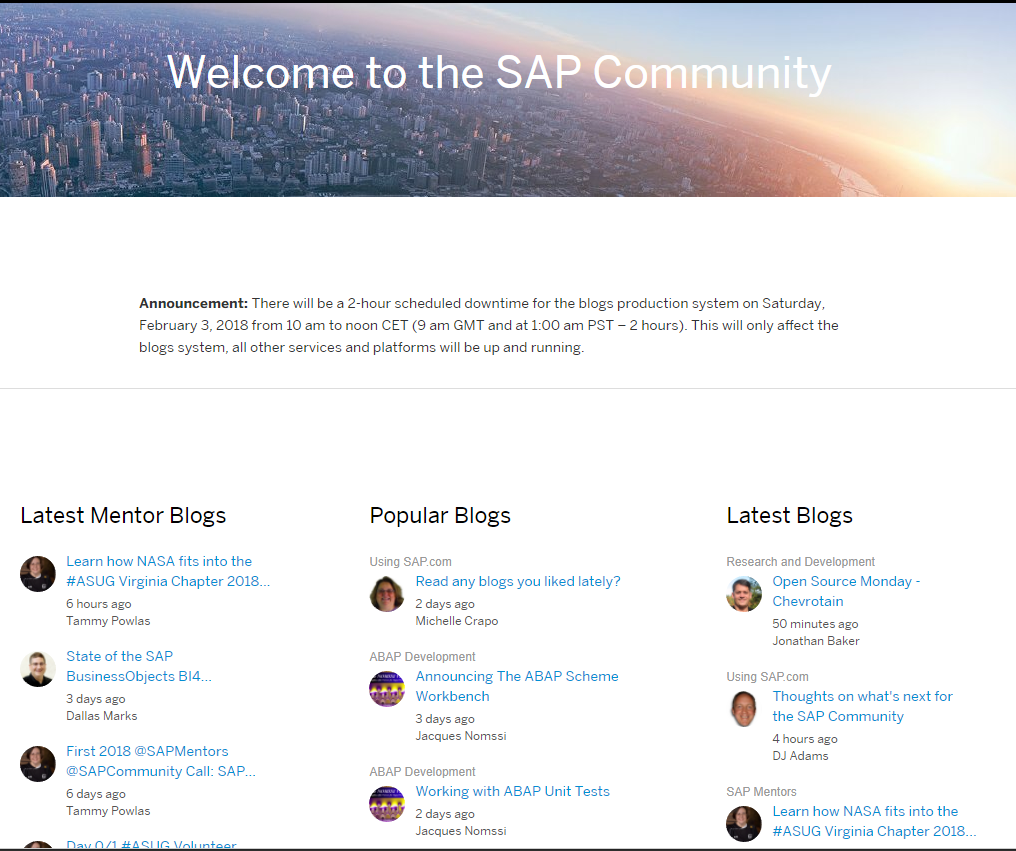 Welcome to the SAP Community
Announcement: There will be a 2-hour scheduled downtime for the blogs production system on Saturday,
February 3, 2018 from 10 am to noon CET (9 am GMT and at 1:00 am PST – 2 hours). This will only affect the
blogs system, all other services and platforms will be up and running.
Latest Mentor Blogs
Learn how NASA fits into the
#ASUG Virginia Chapter 2018...
6 hours ago
Tammy Powlas
State of the SAP
BusinessObjects BI4...
3 days ago
Dallas Marks
First 2018 @SAPMentors
@SAPCommunity Call: SAP...
6 days ago
Tammy Powlas
Day 0/1 #ASUG Volunteer
Popular Blogs
Using SAP.com
Read any blogs you liked lately?
2 days ago
Michelle Crapo
ABAP Development
Announcing The ABAP Scheme
Workbench
3 days ago
Jacques Nomssi
ABAP Development
Working with ABAP Unit Tests
2 days ago
Jacques Nomssi
Latest Blogs
Research and Development
Open Source Monday -
Chevrotain
50 minutes ago
Jonathan Baker
Using SAP.com
Thoughts on what's next for
the SAP Community
4 hours ago
DJ Adams
SAP Mentors
Learn how NASA fits into the
#ASUG Virginia Chapter 2018...